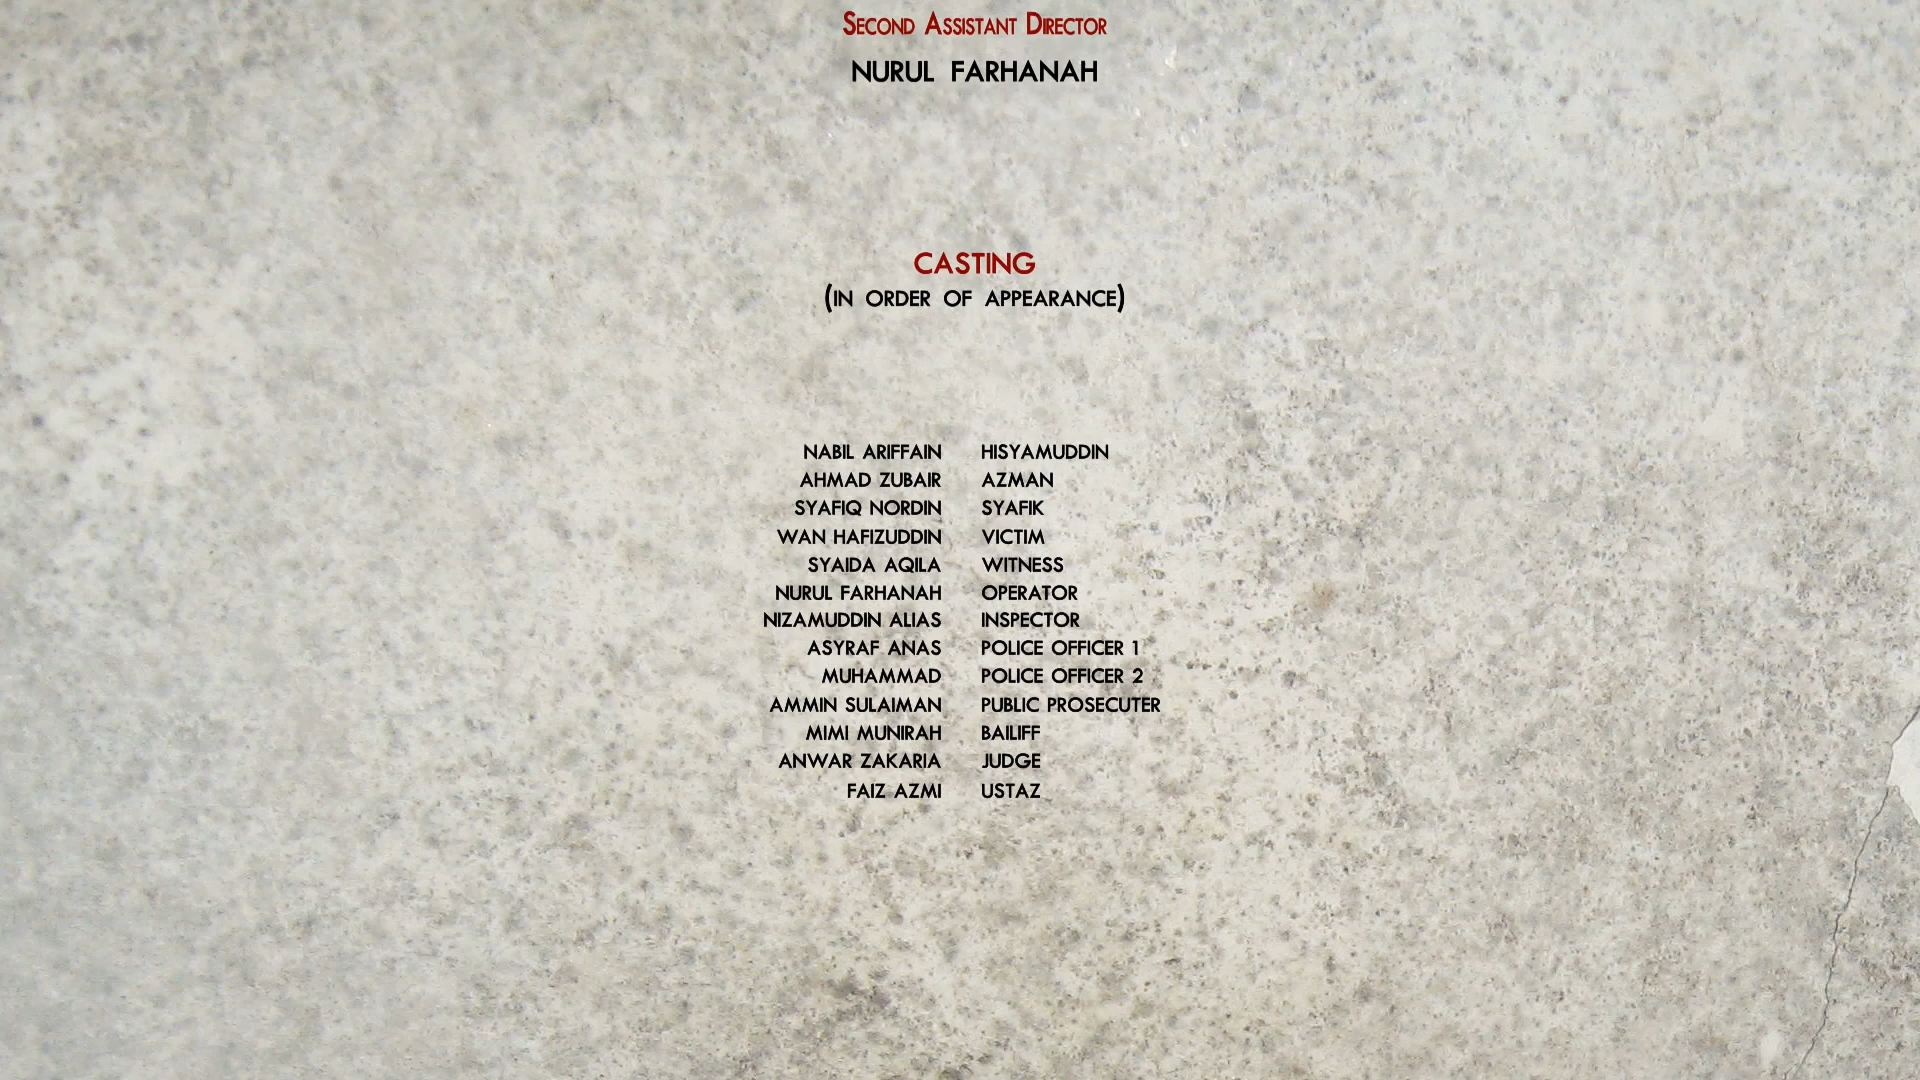 Second Assistant Director
NURUL FARHANAH
CASTING
(IN ORDER OF APPEARANCE)
NABIL ARIFFAIN HISYAMUDDIN
AHMAD ZUBAIR AZMAN
SYAFIQ NORDIN SYAFIK
WAN HAFIZUDDIN VICTIM
SYAIDA AQILA WITNESS
NURUL FARHANAH OPERATOR
NIZAMUDDIN ALIAS INSPECTOR
ASYRAF ANAS POLICE OFFICER 1
MUHAMMAD POLICE OFFICER 2
AMMIN SULAIMAN PUBLIC PROSECUTER
MIMI MUNIRAH BAILIFF
ANWAR ZAKARIA JUDGE
FAIZ AZMI USTAZ